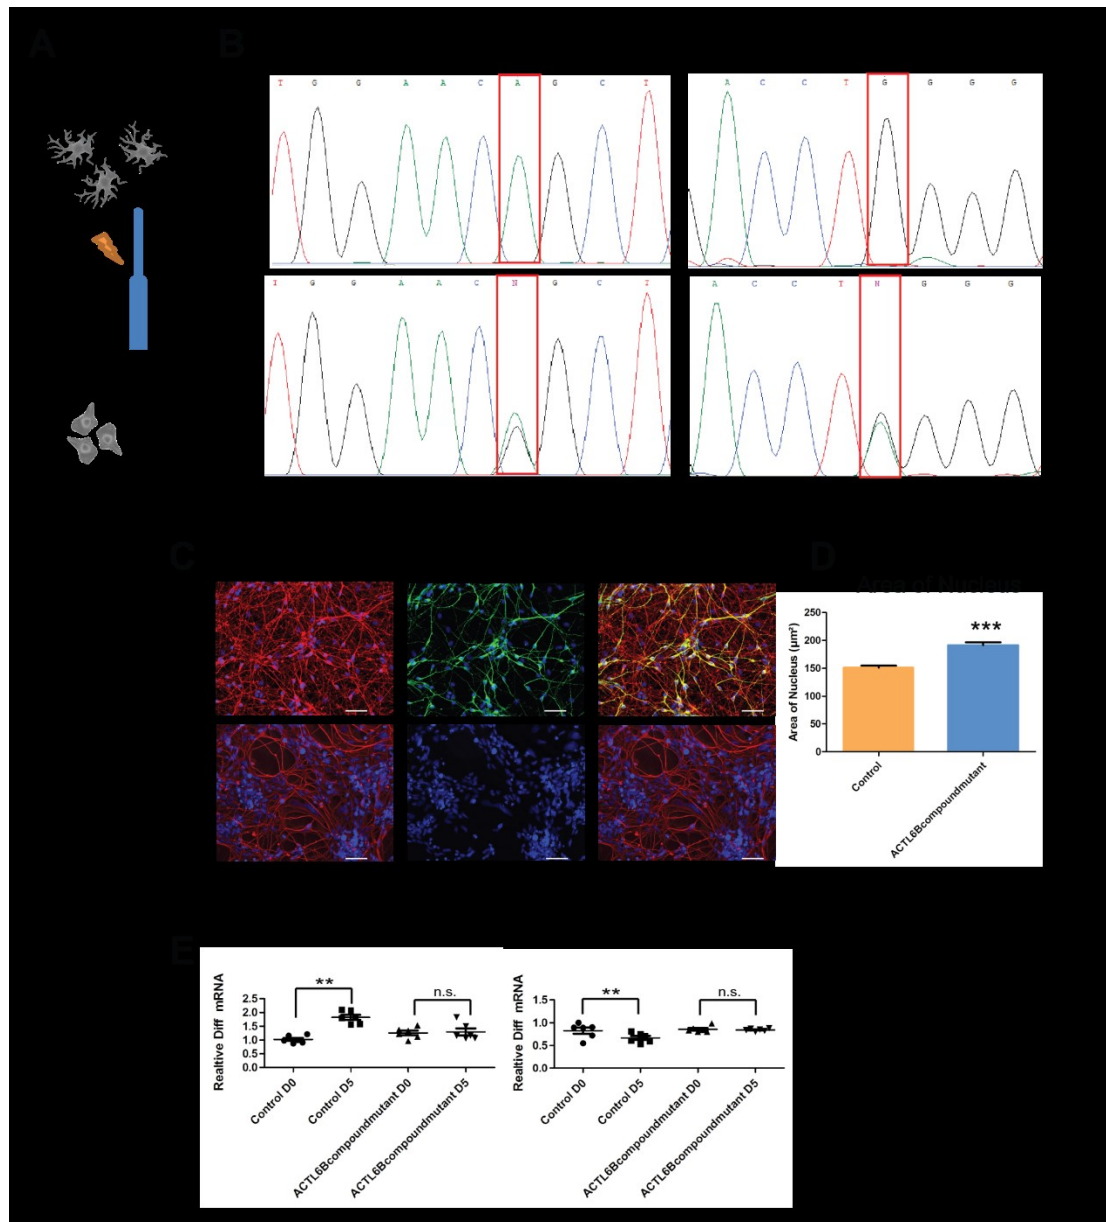 A
B
T G G A A C A G C T
A C C T G G G G
T G G A A C N G C T
A C C T N G G G
C
D
Area of Nucleus
Area of Nucleus (µm²)
250
200
150
100
50
0
***
Control
ACTL6Bcompoundmutant
E
Realtive Diff mRNA
2.5
2.0
1.5
1.0
0.5
0.0
**
n.s.
Control D0
Control D5
ACTL6Bcompoundmutant D0
ACTL6Bcompoundmutant D5
Realtive Diff mRNA
1.5
1.0
0.5
0.0
**
n.s.
Control D0
Control D5
ACTL6Bcompoundmutant D0
ACTL6Bcompoundmutant D5